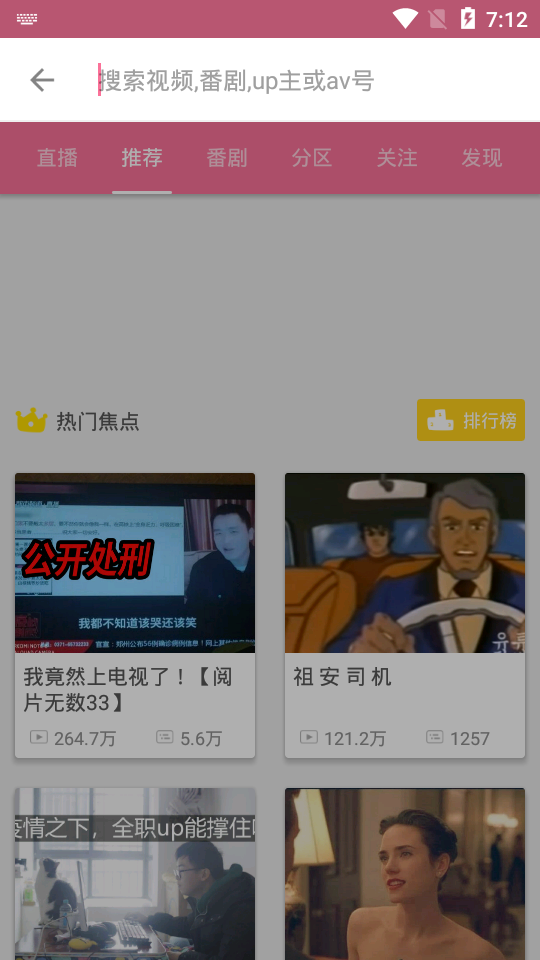 7:12
搜索视频,番剧,up主或av号
直播
推荐
番剧
分区
关注
发现
热门焦点
排行榜
公开处刑
我都不知道该哭还该笑
我竟然上电视了！【阅
片无数33】
264.7万
5.6万
祖 安 司 机
121.2万
1257
疫情之下，全职up能撑住